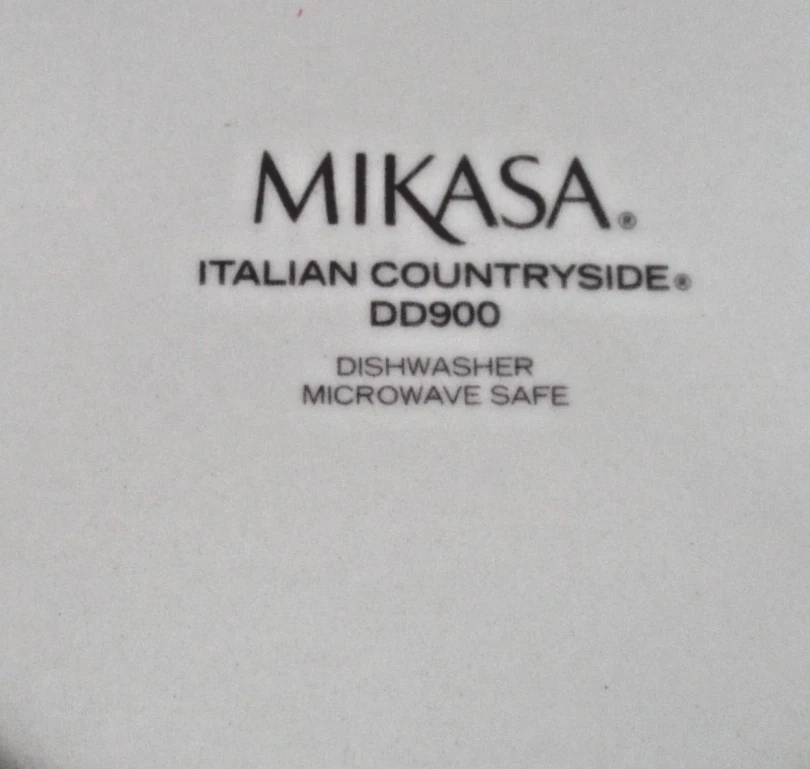 MIKASA®
ITALIAN COUNTRYSIDE®
DD900
DISHWASHER
MICROWAVE SAFE